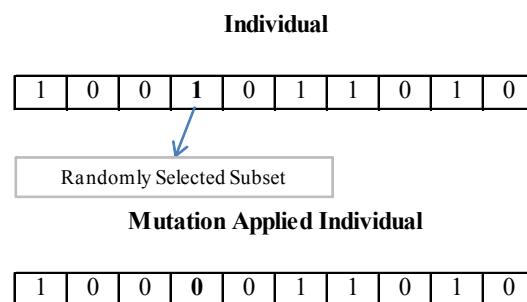 Individual
1 0 0 1 0 1 1 0 1 0
Randomly Selected Subset
Mutation Applied Individual
1 0 0 0 0 1 1 0 1 0